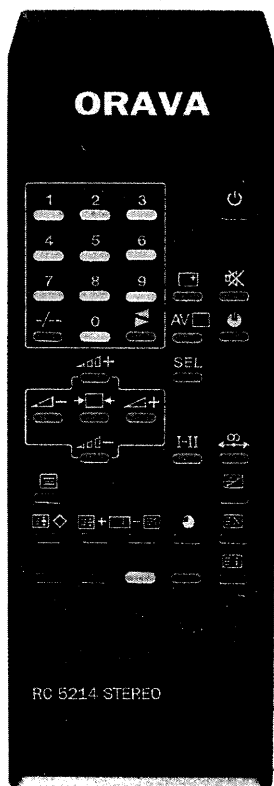 ORAVA
1 2 3
4 5 6
7 8 9
-/-- 0
AV
SEL
+
- +
-
I-II
+ -
RC 5214 STEREO